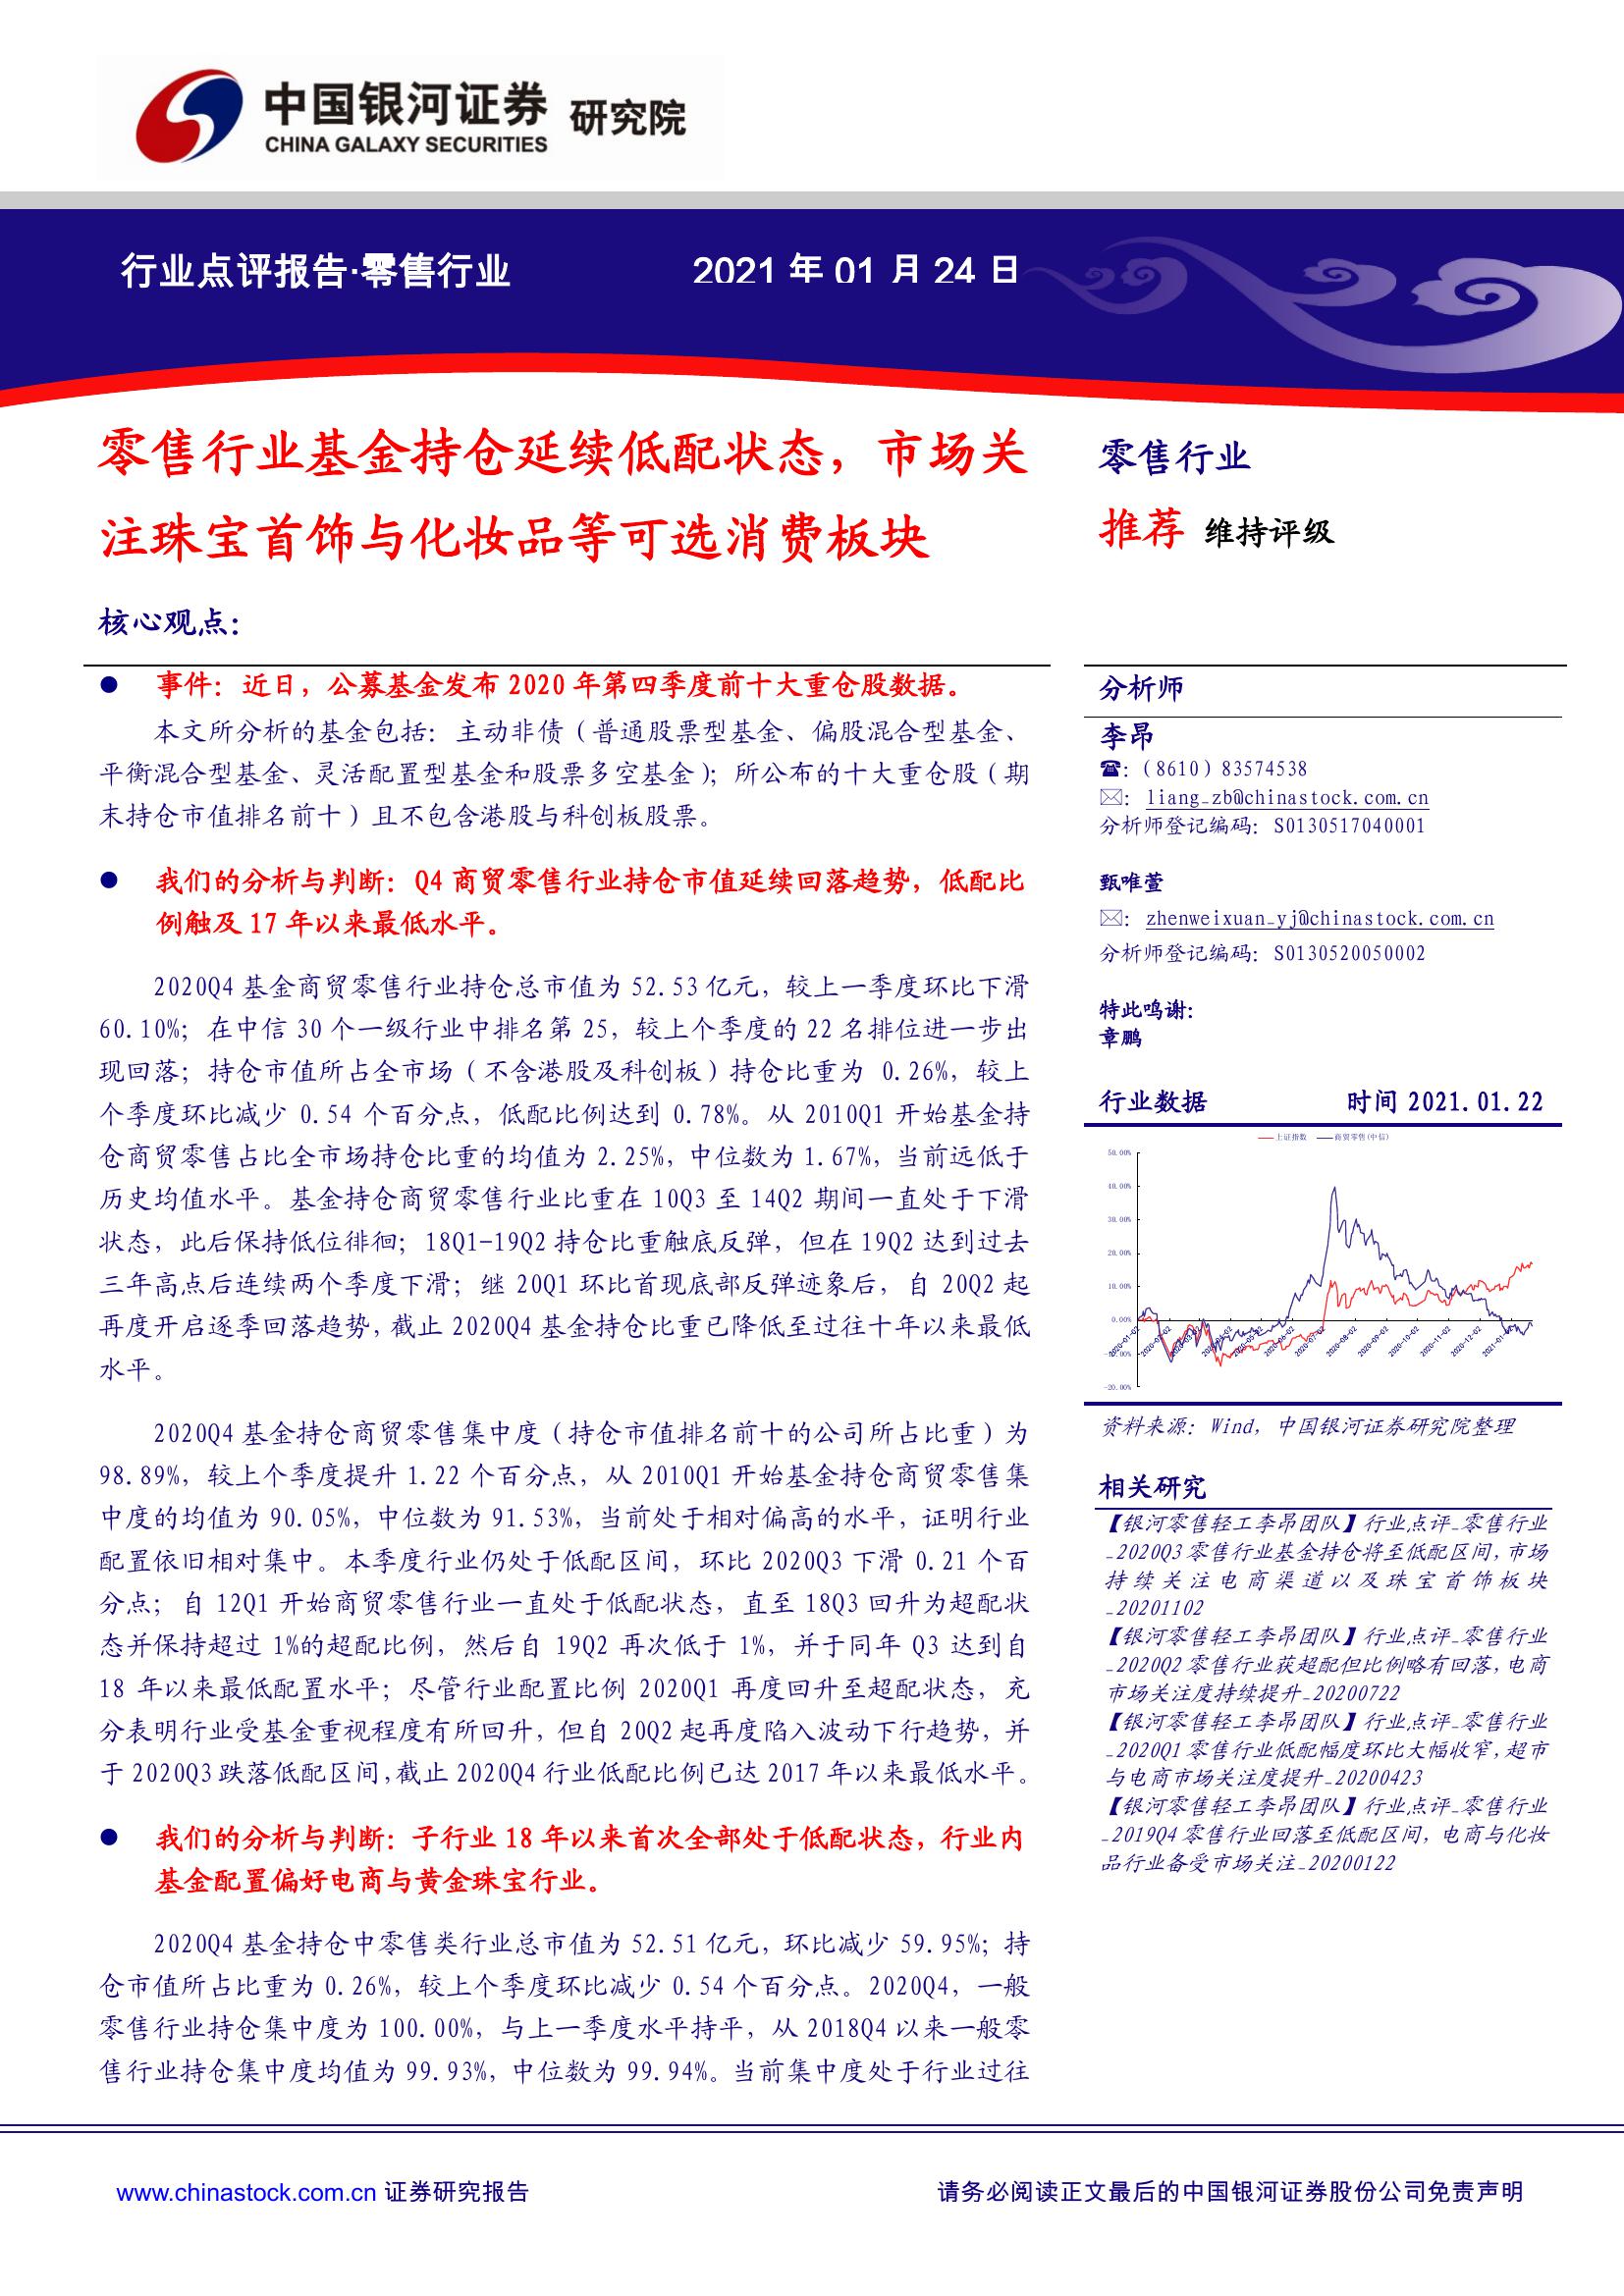 中国银河证券 研究院
CHINA GALAXY SECURITIES
行业点评报告·零售行业 2021 年 01 月 24 日
零售行业基金持仓延续低配状态，市场关
注珠宝首饰与化妆品等可选消费板块
核心观点：
● 事件：近日，公募基金发布 2020 年第四季度前十大重仓股数据。
本文所分析的基金包括：主动非债（普通股票型基金、偏股混合型基金、
平衡混合型基金、灵活配置型基金和股票多空基金）；所公布的十大重仓股（期
末持仓市值排名前十）且不包含港股与科创板股票。
● 我们的分析与判断：Q4 商贸零售行业持仓市值延续回落趋势，低配比
例触及 17 年以来最低水平。
2020Q4 基金商贸零售行业持仓总市值为 52.53 亿元，较上一季度环比下滑
60.10%；在中信 30 个一级行业中排名第 25，较上个季度的 22 名排位进一步出
现回落；持仓市值所占全市场（不含港股及科创板）持仓比重为 0.26%，较上
个季度环比减少 0.54 个百分点，低配比例达到 0.78%。从 2010Q1 开始基金持
仓商贸零售占比全市场持仓比重的均值为 2.25%，中位数为 1.67%，当前远低于
历史均值水平。基金持仓商贸零售行业比重在 10Q3 至 14Q2 期间一直处于下滑
状态，此后保持低位徘徊；18Q1-19Q2 持仓比重触底反弹，但在 19Q2 达到过去
三年高点后连续两个季度下滑；继 20Q1 环比首现底部反弹迹象后，自 20Q2 起
再度开启逐季回落趋势，截止 2020Q4 基金持仓比重已降低至过往十年以来最低
水平。
2020Q4 基金持仓商贸零售集中度（持仓市值排名前十的公司所占比重）为
98.89%，较上个季度提升 1.22 个百分点，从 2010Q1 开始基金持仓商贸零售集
中度的均值为 90.05%，中位数为 91.53%，当前处于相对偏高的水平，证明行业
配置依旧相对集中。本季度行业仍处于低配区间，环比 2020Q3 下滑 0.21 个百
分点；自 12Q1 开始商贸零售行业一直处于低配状态，直至 18Q3 回升为超配状
态并保持超过 1%的超配比例，然后自 19Q2 再次低于 1%，并于同年 Q3 达到自
18 年以来最低配置水平；尽管行业配置比例 2020Q1 再度回升至超配状态，充
分表明行业受基金重视程度有所回升，但自 20Q2 起再度陷入波动下行趋势，并
于 2020Q3 跌落低配区间，截止 2020Q4 行业低配比例已达 2017 年以来最低水平。
● 我们的分析与判断：子行业 18 年以来首次全部处于低配状态，行业内
基金配置偏好电商与黄金珠宝行业。
2020Q4 基金持仓中零售类行业总市值为 52.51 亿元，环比减少 59.95%；持
仓市值所占比重为 0.26%，较上个季度环比减少 0.54 个百分点。2020Q4，一般
零售行业持仓集中度为 100.00%，与上一季度水平持平，从 2018Q4 以来一般零
售行业持仓集中度均值为 99.93%，中位数为 99.94%。当前集中度处于行业过往
零售行业
推荐 维持评级
分析师
李昂
☎：（8610）83574538
✉：liang_zb@chinastock.com.cn
分析师登记编码：S0130517040001
甄唯萱
✉：zhenweixuan_yj@chinastock.com.cn
分析师登记编码：S0130520050002
特此鸣谢：
章鹏
行业数据 时间 2021.01.22
上证指数 商贸零售(中信)
50.00%
40.00%
30.00%
20.00%
10.00%
0.00%
-10.00%
-20.00%
2020-01-02 2020-02-02 2020-03-02 2020-04-02 2020-05-02 2020-06-02 2020-07-02 2020-08-02 2020-09-02 2020-10-02 2020-11-02 2020-12-02 2021-01-02
资料来源：Wind，中国银河证券研究院整理
相关研究
【银河零售轻工李昂团队】行业点评_零售行业
_2020Q3 零售行业基金持仓将至低配区间，市场
持续关注电商渠道以及珠宝首饰板块
_20201102
【银河零售轻工李昂团队】行业点评_零售行业
_2020Q2 零售行业获超配但比例略有回落，电商
市场关注度持续提升_20200722
【银河零售轻工李昂团队】行业点评_零售行业
_2020Q1 零售行业低配幅度环比大幅收窄，超市
与电商市场关注度提升_20200423
【银河零售轻工李昂团队】行业点评_零售行业
_2019Q4 零售行业回落至低配区间，电商与化妆
品行业备受市场关注_20200122
www.chinastock.com.cn 证券研究报告 请务必阅读正文最后的中国银河证券股份公司免责声明